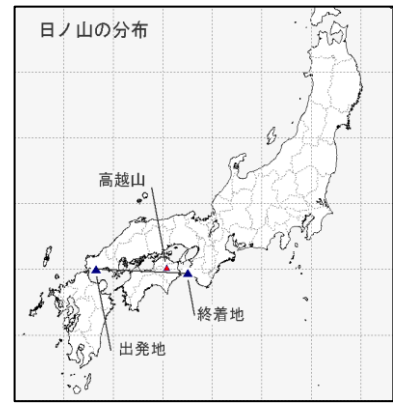 日ノ山の分布
高越山
終着地
出発地